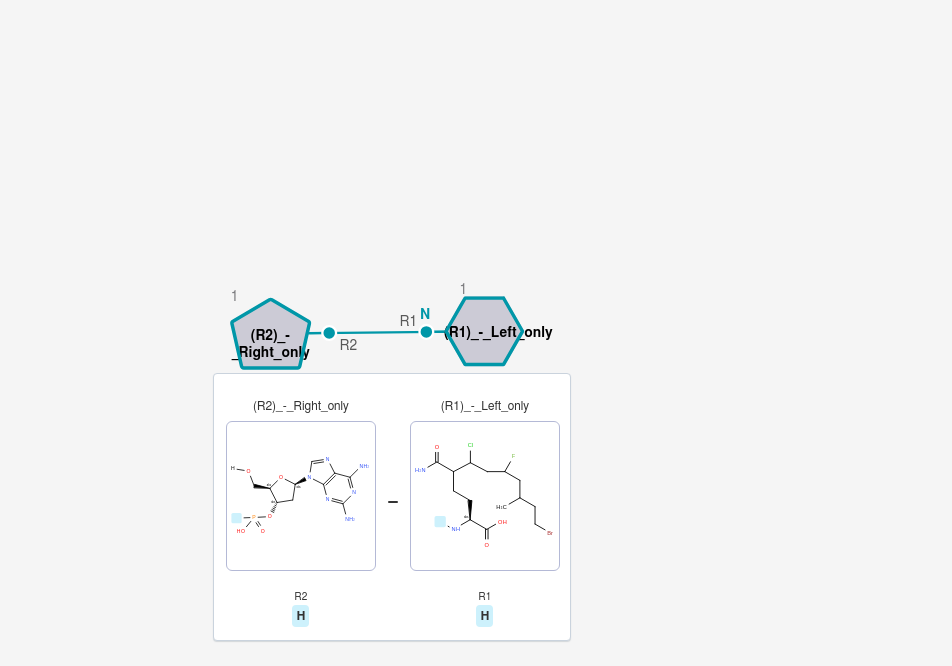 1
1
N
R1
R2
(R2)_-
_Right_only
(R1)_-_Left_only
(R2)_-_Right_only
(R1)_-_Left_only
H
O
O
N
N
N
N
NH₂
NH₂
O
P
HO
O
O
H₂N
Cl
F
H₃C
NH
OH
O
Br
R2
R1
H
H